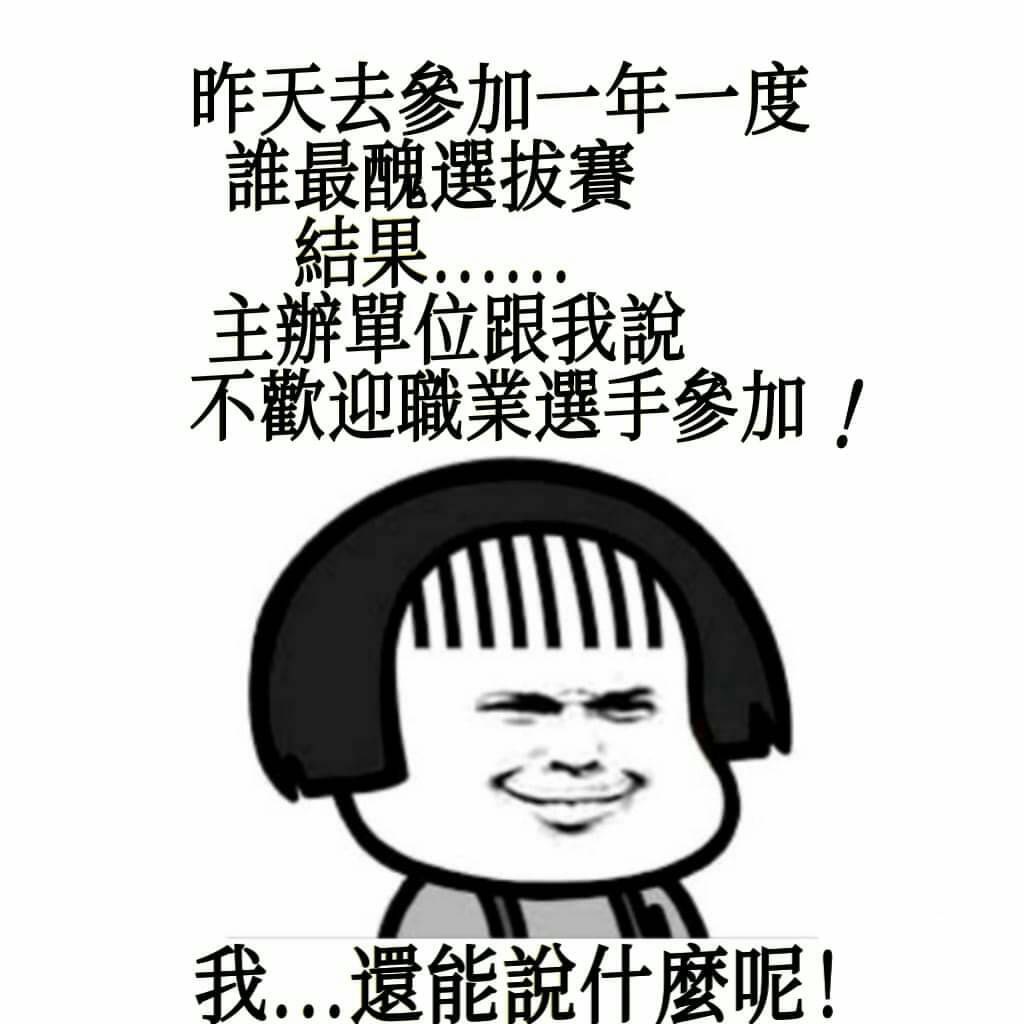 昨天去參加一年一度
誰最醜選拔賽
結果......
主辦單位跟我說
不歡迎職業選手參加！
我...還能說什麼呢!